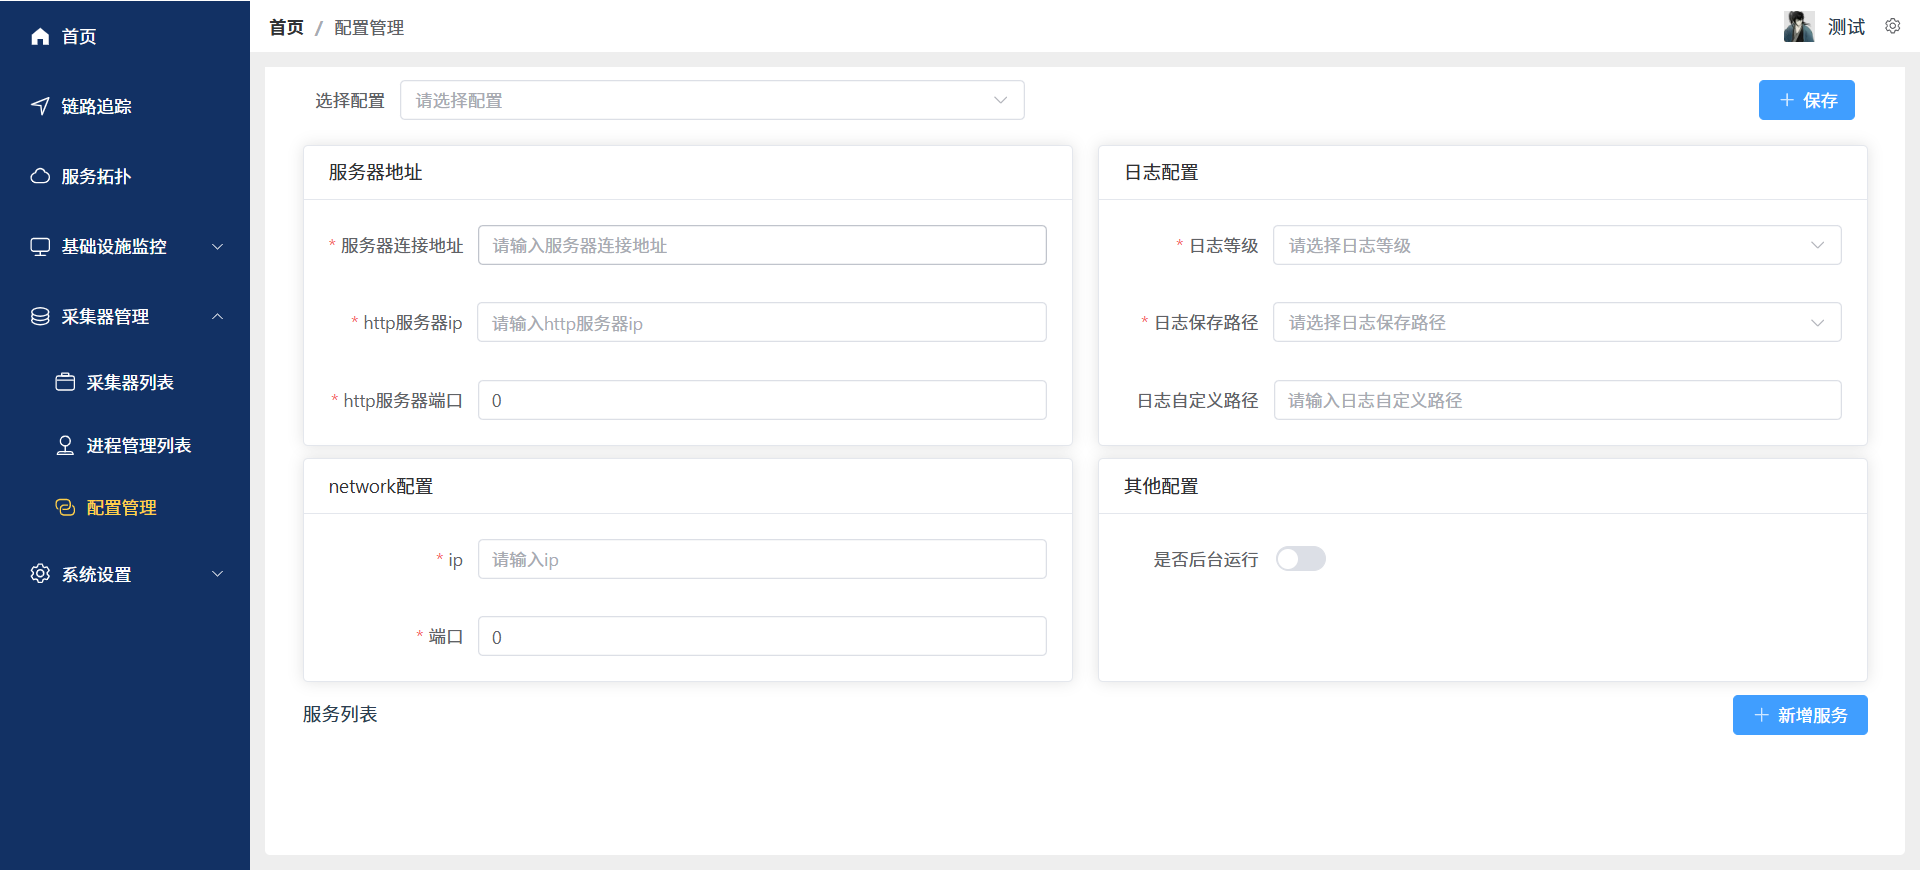 首页
链路追踪
服务拓扑
基础设施监控
采集器管理
采集器列表
进程管理列表
配置管理
系统设置
首页 / 配置管理
测试
选择配置 请选择配置
保存
服务器地址
* 服务器连接地址 请输入服务器连接地址
* http服务器ip 请输入http服务器ip
* http服务器端口 0
日志配置
* 日志等级 请选择日志等级
* 日志保存路径 请选择日志保存路径
日志自定义路径 请输入日志自定义路径
network配置
* ip 请输入ip
* 端口 0
其他配置
是否后台运行
服务列表
新增服务